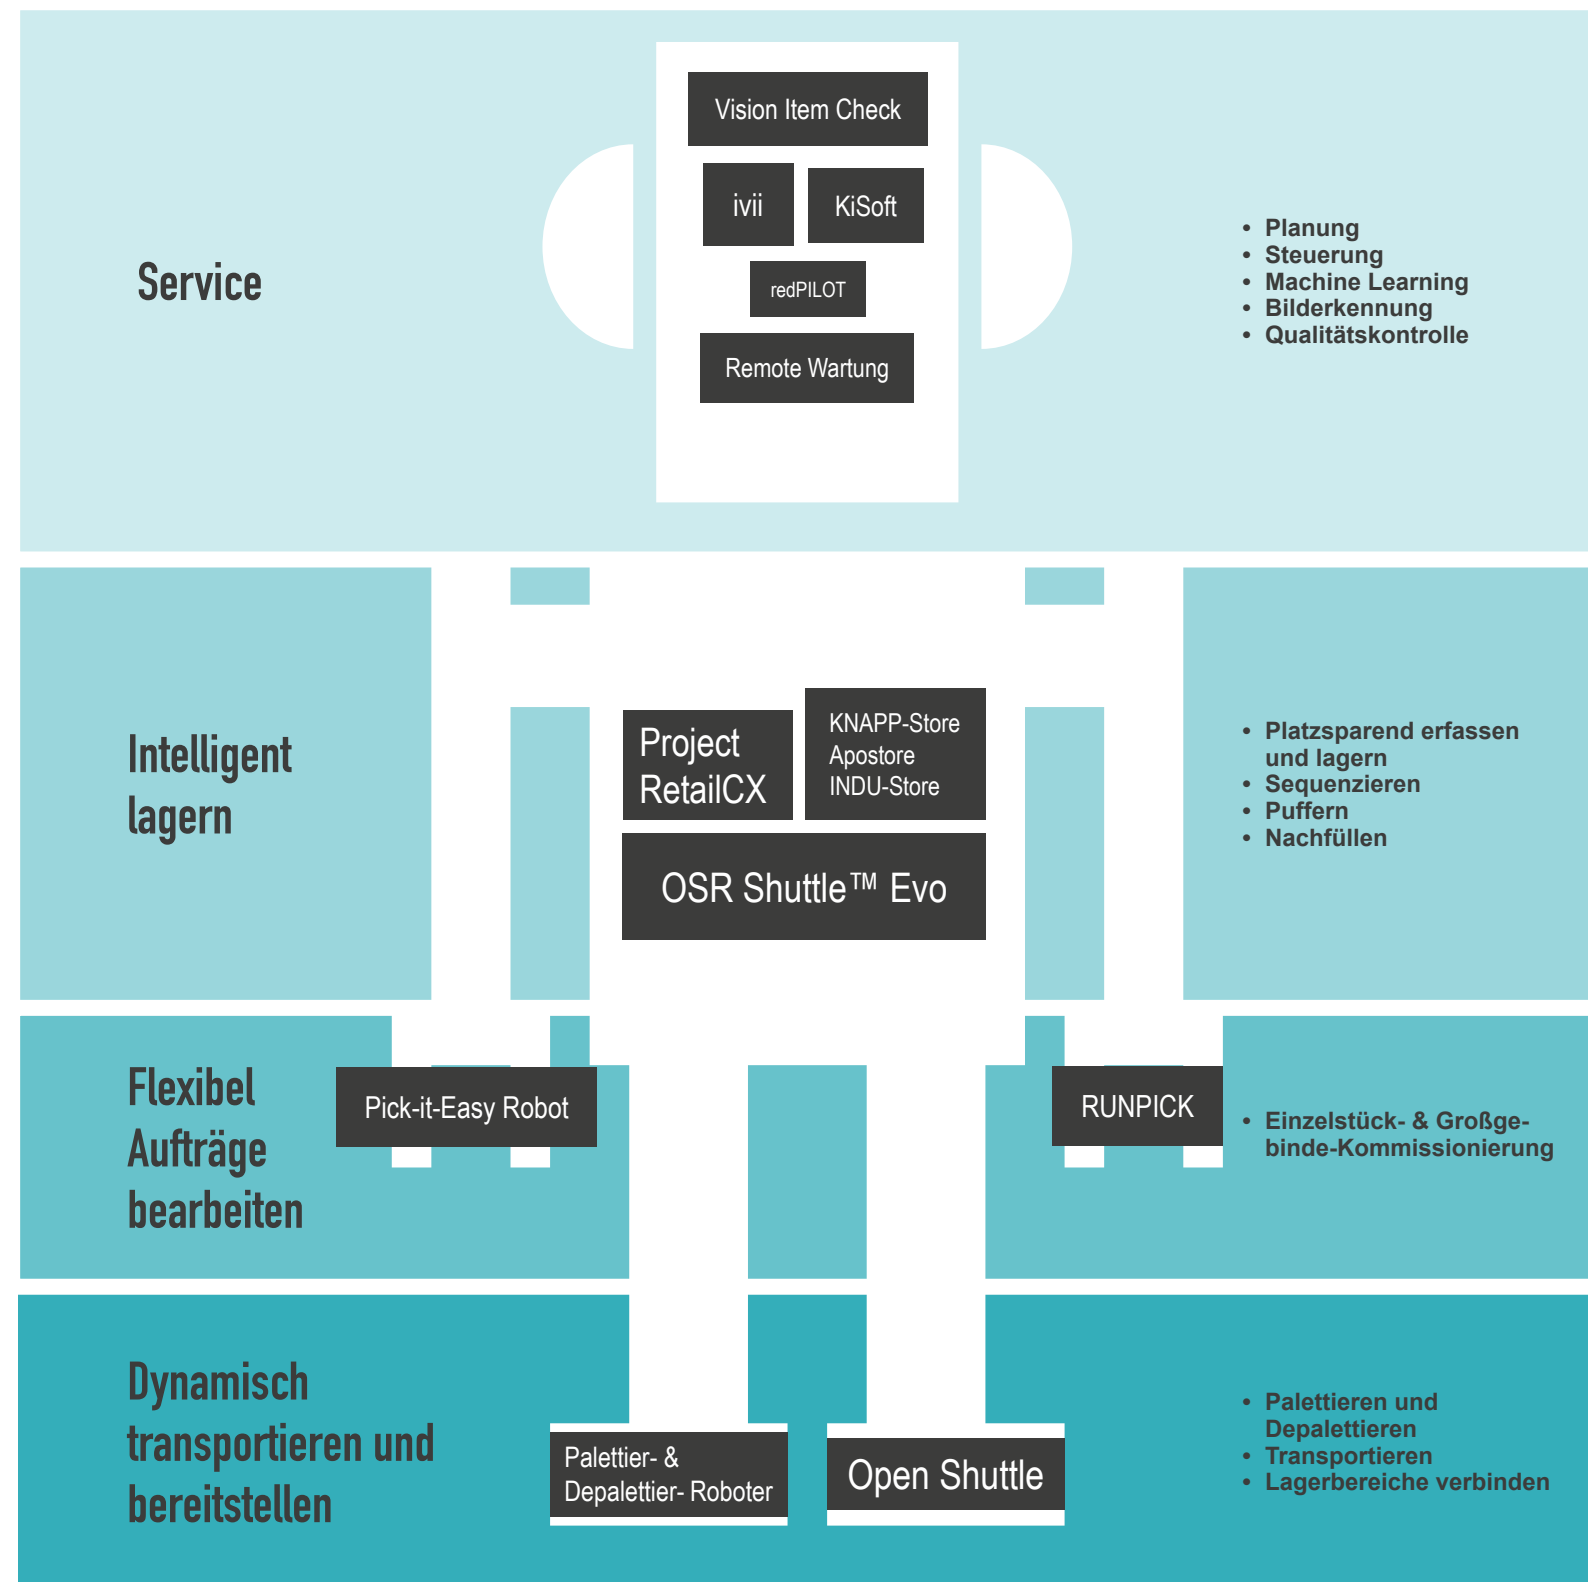 Service
Vision Item Check
ivii
KiSoft
redPILOT
Remote Wartung
• Planung
• Steuerung
• Machine Learning
• Bilderkennung
• Qualitätskontrolle
Intelligent
lagern
Project
RetailCX
KNAPP-Store
Apostore
INDU-Store
OSR Shuttle™ Evo
• Platzsparend erfassen
und lagern
• Sequenzieren
• Puffern
• Nachfüllen
Flexibel
Aufträge
bearbeiten
Pick-it-Easy Robot
RUNPICK
• Einzelstück- & Großge-
binde-Kommissionierung
Dynamisch
transportieren und
bereitstellen
Palettier- &
Depalettier- Roboter
Open Shuttle
• Palettieren und
Depalettieren
• Transportieren
• Lagerbereiche verbinden